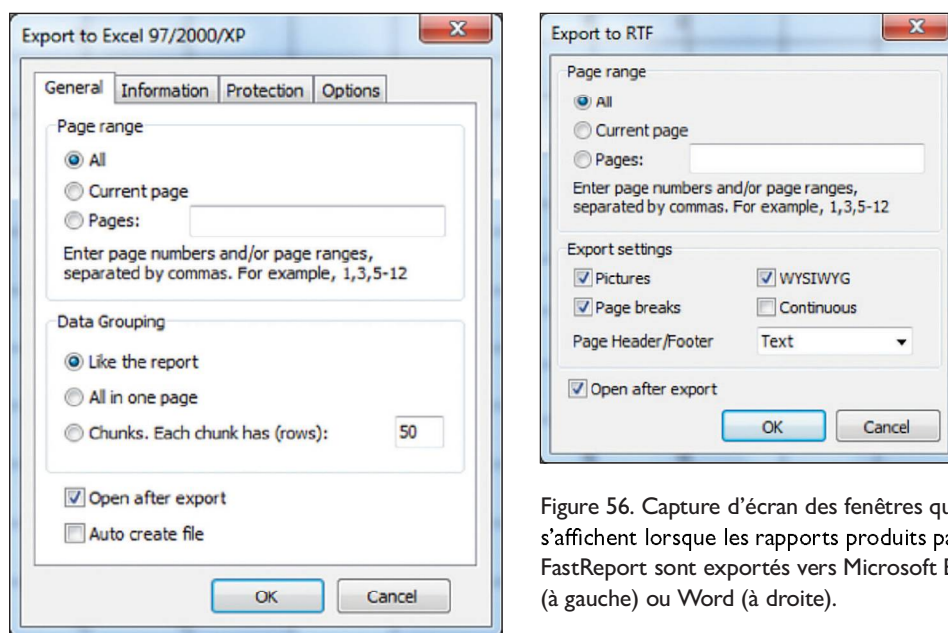 Export to Excel 97/2000/XP
General Information Protection Options
Page range
All
Current page
Pages:
Enter page numbers and/or page ranges,
separated by commas. For example, 1,3,5-12
Data Grouping
Like the report
All in one page
Chunks. Each chunk has (rows): 50
Open after export
Auto create file
OK Cancel
Export to RTF
Page range
All
Current page
Pages:
Enter page numbers and/or page ranges,
separated by commas. For example, 1,3,5-12
Export settings
Pictures WYSIWYG
Page breaks Continuous
Page Header/Footer Text
Open after export
OK Cancel
Figure 56. Capture d’écran des fenêtres qu
s’affichent lorsque les rapports produits pa
FastReport sont exportés vers Microsoft
(à gauche) ou Word (à droite).